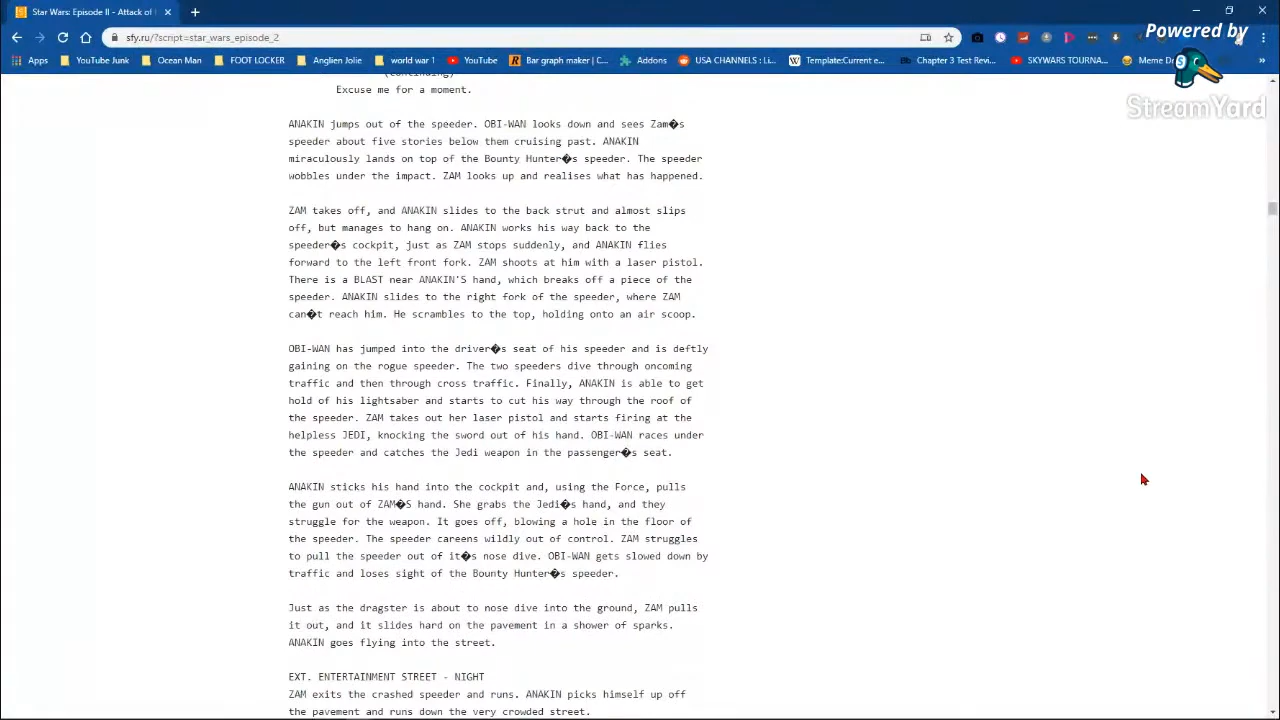 Star Wars: Episode II - Attack of
sfy.ru/?script=star_wars_episode_2
Powered by
Apps YouTube Junk Ocean Man FOOT LOCKER Anglien Jolie world war 1 YouTube Bar graph maker | C... Addons USA CHANNELS : Li... Template:Current e... Chapter 3 Test Revi... SKYWARS TOURNA... Meme De
StreamYard
(continuing)
Excuse me for a moment.
ANAKIN jumps out of the speeder. OBI-WAN looks down and sees Zam�s
speeder about five stories below them cruising past. ANAKIN
miraculously lands on top of the Bounty Hunter�s speeder. The speeder
wobbles under the impact. ZAM looks up and realises what has happened.
ZAM takes off, and ANAKIN slides to the back strut and almost slips
off, but manages to hang on. ANAKIN works his way back to the
speeder�s cockpit, just as ZAM stops suddenly, and ANAKIN flies
forward to the left front fork. ZAM shoots at him with a laser pistol.
There is a BLAST near ANAKIN'S hand, which breaks off a piece of the
speeder. ANAKIN slides to the right fork of the speeder, where ZAM
can�t reach him. He scrambles to the top, holding onto an air scoop.
OBI-WAN has jumped into the driver�s seat of his speeder and is deftly
gaining on the rogue speeder. The two speeders dive through oncoming
traffic and then through cross traffic. Finally, ANAKIN is able to get
hold of his lightsaber and starts to cut his way through the roof of
the speeder. ZAM takes out her laser pistol and starts firing at the
helpless JEDI, knocking the sword out of his hand. OBI-WAN races under
the speeder and catches the Jedi weapon in the passenger�s seat.
ANAKIN sticks his hand into the cockpit and, using the Force, pulls
the gun out of ZAM�S hand. She grabs the Jedi�s hand, and they
struggle for the weapon. It goes off, blowing a hole in the floor of
the speeder. The speeder careens wildly out of control. ZAM struggles
to pull the speeder out of it�s nose dive. OBI-WAN gets slowed down by
traffic and loses sight of the Bounty Hunter�s speeder.
Just as the dragster is about to nose dive into the ground, ZAM pulls
it out, and it slides hard on the pavement in a shower of sparks.
ANAKIN goes flying into the street.
EXT. ENTERTAINMENT STREET - NIGHT
ZAM exits the crashed speeder and runs. ANAKIN picks himself up off
the pavement and runs down the very crowded street.